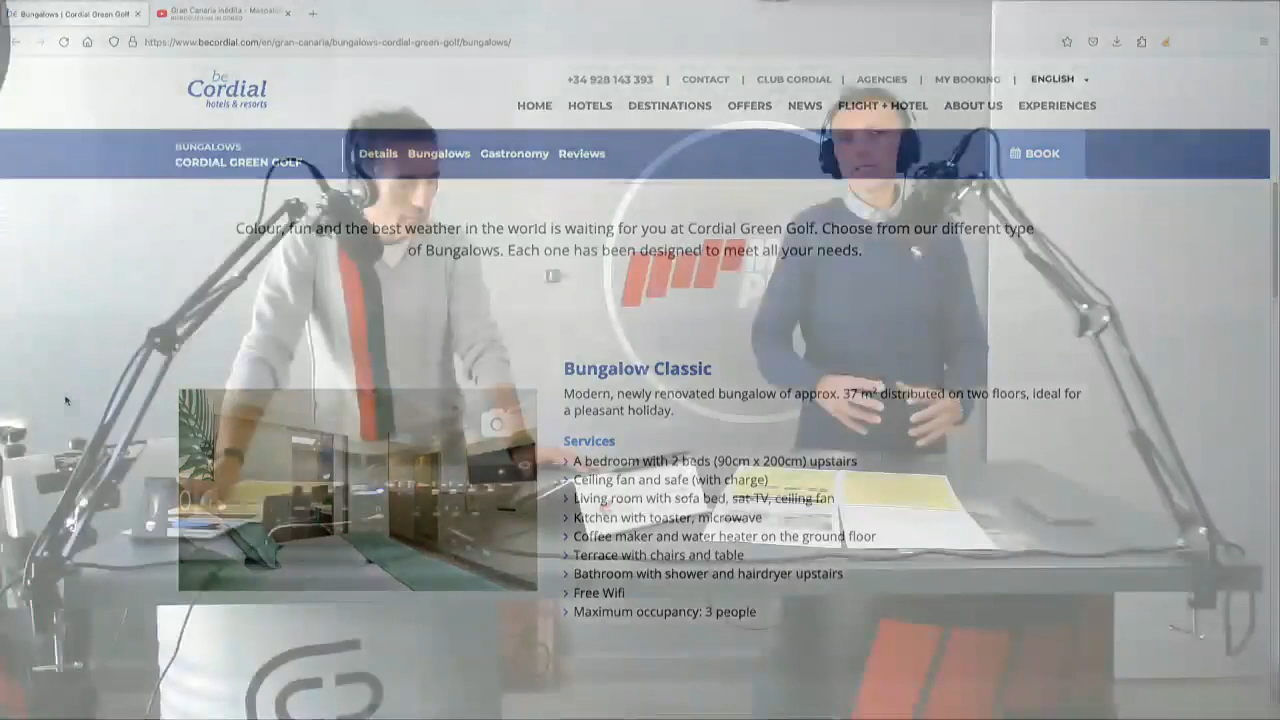 Bungalows | Cordial Green Golf
Gran Canaria Inédita - Maspalo
https://www.becordial.com/en/gran-canaria/bungalows-cordial-green-golf/bungalows/
be
Cordial
hotels & resorts
+34 928 143 393 | CONTACT | CLUB CORDIAL | AGENCIES | MY BOOKING | ENGLISH
HOME HOTELS DESTINATIONS OFFERS NEWS FLIGHT + HOTEL ABOUT US EXPERIENCES
BUNGALOWS
CORDIAL GREEN GOLF
Details Bungalows Gastronomy Reviews
BOOK
Colour, fun and the best weather in the world is waiting for you at Cordial Green Golf. Choose from our different type
of Bungalows. Each one has been designed to meet all your needs.
Bungalow Classic
Modern, newly renovated bungalow of approx. 37 m² distributed on two floors, ideal for
a pleasant holiday.
Services
> A bedroom with 2 beds (90cm x 200cm) upstairs
> Ceiling fan and safe (with charge)
> Living room with sofa bed, sat-TV, ceiling fan
> Kitchen with toaster, microwave
> Coffee maker and water heater on the ground floor
> Terrace with chairs and table
> Bathroom with shower and hairdryer upstairs
> Free Wifi
> Maximum occupancy: 3 people